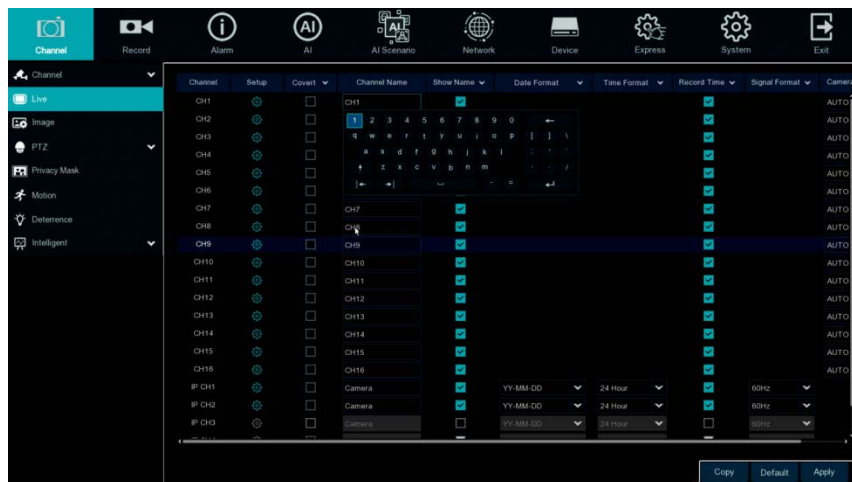 Channel Record Alarm AI AI Scenario Network Device Express System Exit
Channel
Live
Image
PTZ
Privacy Mask
Motion
Deterrence
Intelligent
Channel Setup Covert Channel Name Show Name Date Format Time Format Record Time Signal Format Camera
CH1 CH1 AUTO
CH2 1 2 3 4 5 6 7 8 9 0 AUTO
CH3 q w e r t y u i o p [ ] \ AUTO
CH4 a s d f g h j k l AUTO
CH5 z x c v b n m AUTO
CH6 - = AUTO
CH7 CH7 AUTO
CH8 CH8 AUTO
CH9 CH9 AUTO
CH10 CH10 AUTO
CH11 CH11 AUTO
CH12 CH12 AUTO
CH13 CH13 AUTO
CH14 CH14 AUTO
CH15 CH15 AUTO
CH16 CH16 AUTO
IP CH1 Camera YY-MM-DD 24 Hour 60Hz
IP CH2 Camera YY-MM-DD 24 Hour 60Hz
IP CH3 Camera YY-MM-DD 24 Hour 60Hz
Copy Default Apply